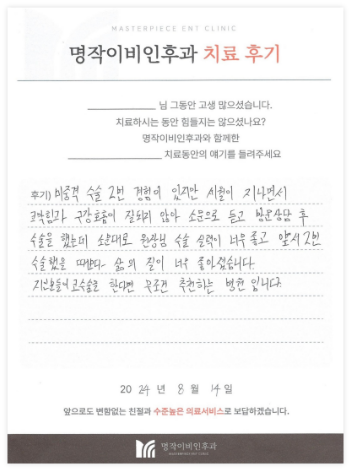 MASTERPIECE ENT CLINIC
명작이비인후과 치료 후기
님 그동안 고생 많으셨습니다.
치료하시는 동안 힘들지는 않으셨나요?
명작이비인후과와 함께한
치료동안의 얘기를 들려주세요
후기) 비중격 수술 2번 경험이 있지만 시월이 지나면서
코막힘과 구강호흡이 잘되지 않아 소문으로 듣고 방문상담 후
수술을 했는데 소문대로 원장님 수술 실력이 너무 좋고 앞서 2번
수술했을 때보다 삶의 질이 너무 좋아졌습니다.
지인분들이 코수술을 한다면 무조건 추천하는 병원 입니다.
2024년 8월 14일
앞으로도 변함없는 친절과 수준높은 의료서비스로 보답하겠습니다.
명작이비인후과
MASTERPIECE ENT CLINIC